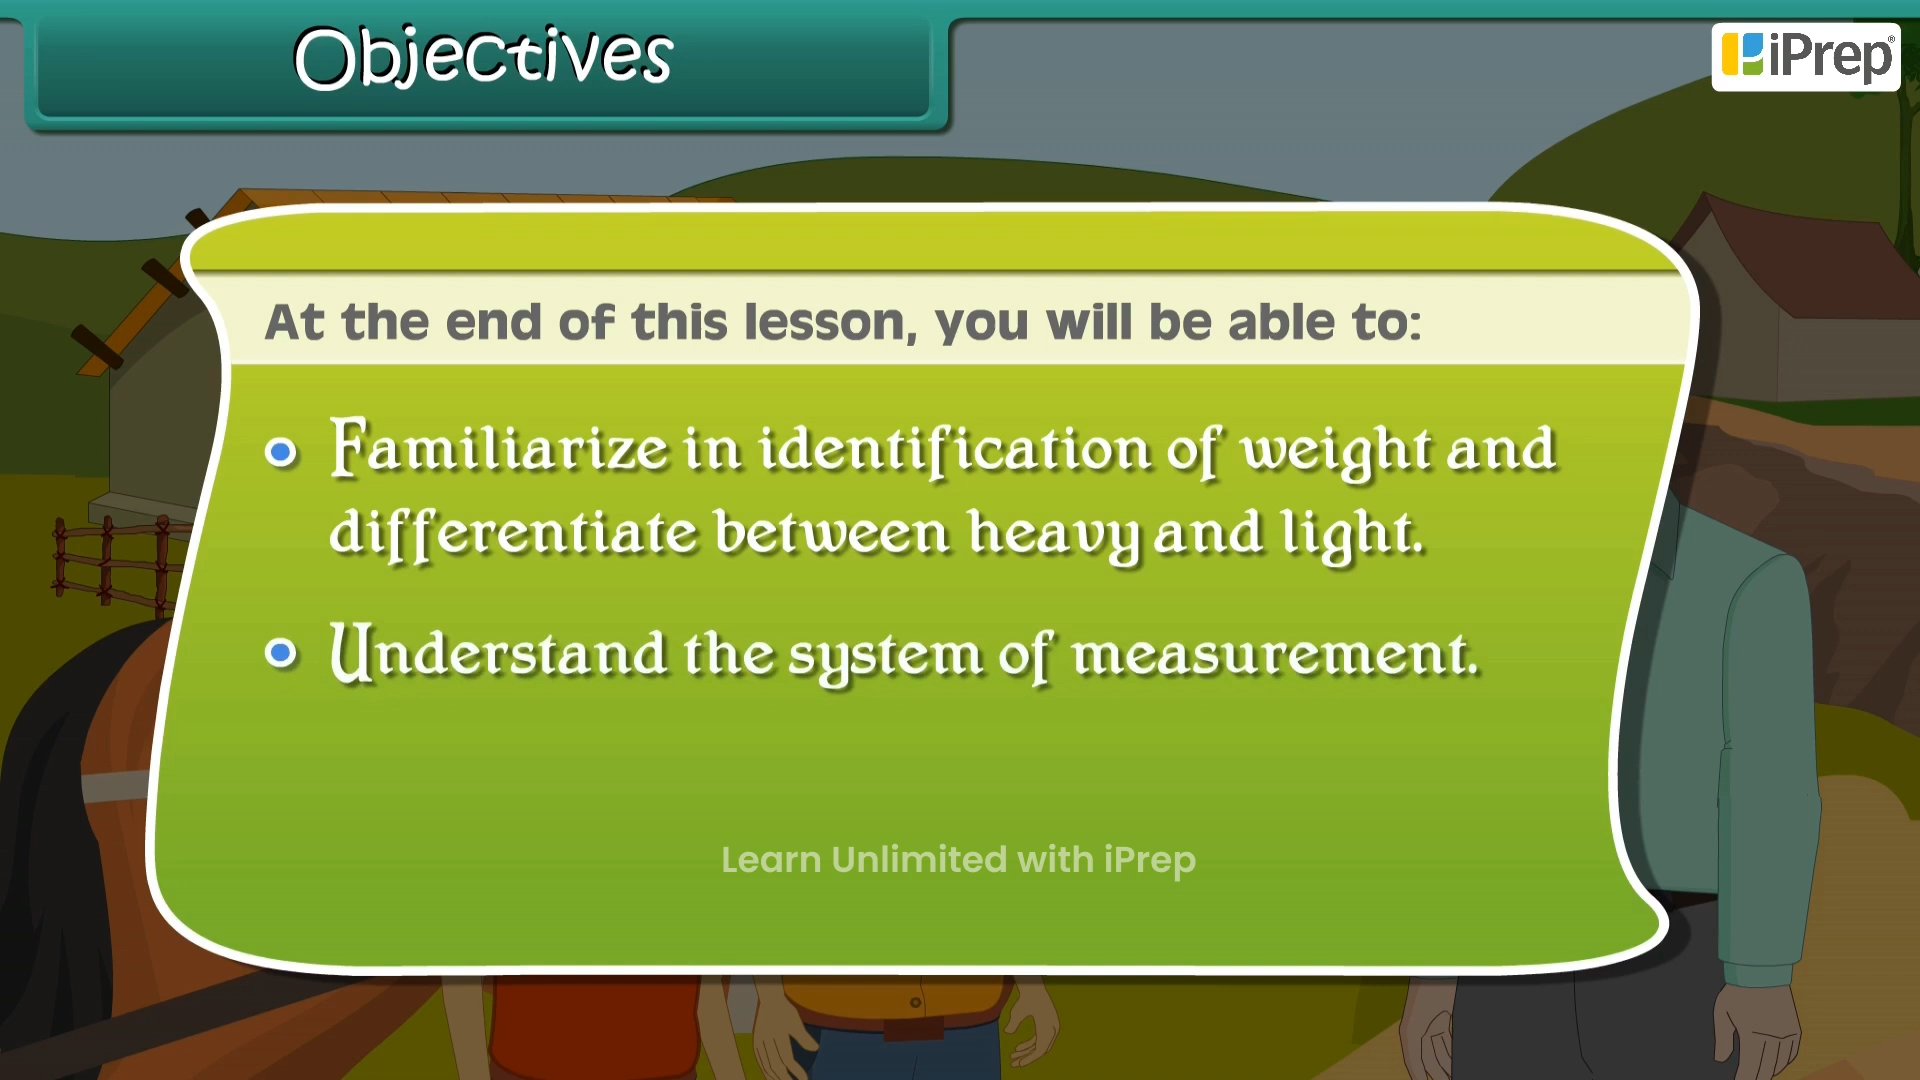 Objectives
iPrep®
At the end of this lesson, you will be able to:
Familiarize in identification of weight and
differentiate between heavy and light.
Understand the system of measurement.
Learn Unlimited with iPrep